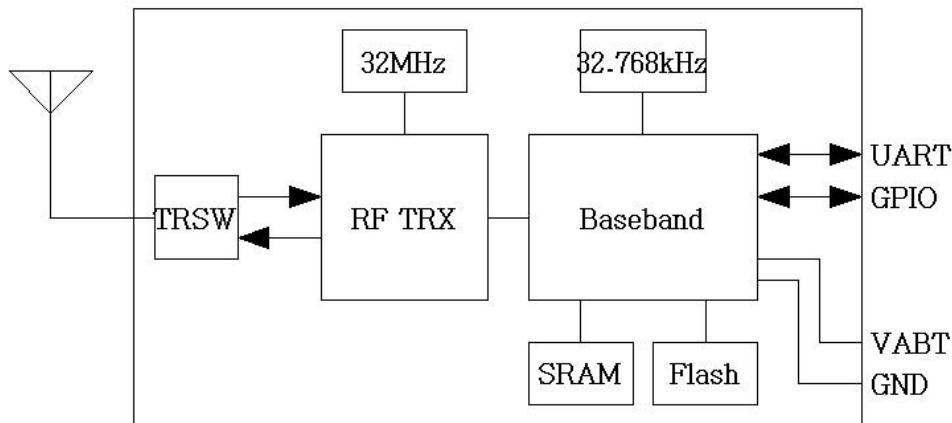 32MHz
32.768kHz
UART
GPIO
TRSW
RF TRX
Baseband
VABT
GND
SRAM
Flash